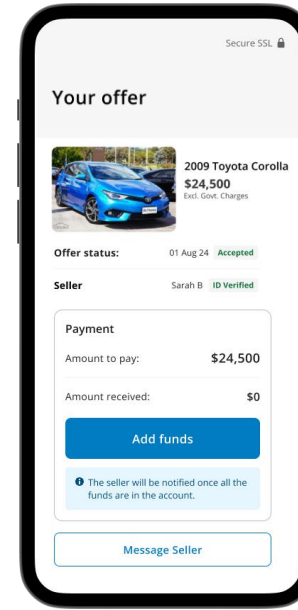 Secure SSL
Your offer
2009 Toyota Corolla
$24,500
Excl. Govt. Charges
Offer status: 01 Aug 24 Accepted
Seller Sarah B ID Verified
Payment
Amount to pay: $24,500
Amount received: $0
Add funds
The seller will be notified once all the
funds are in the account.
Message Seller